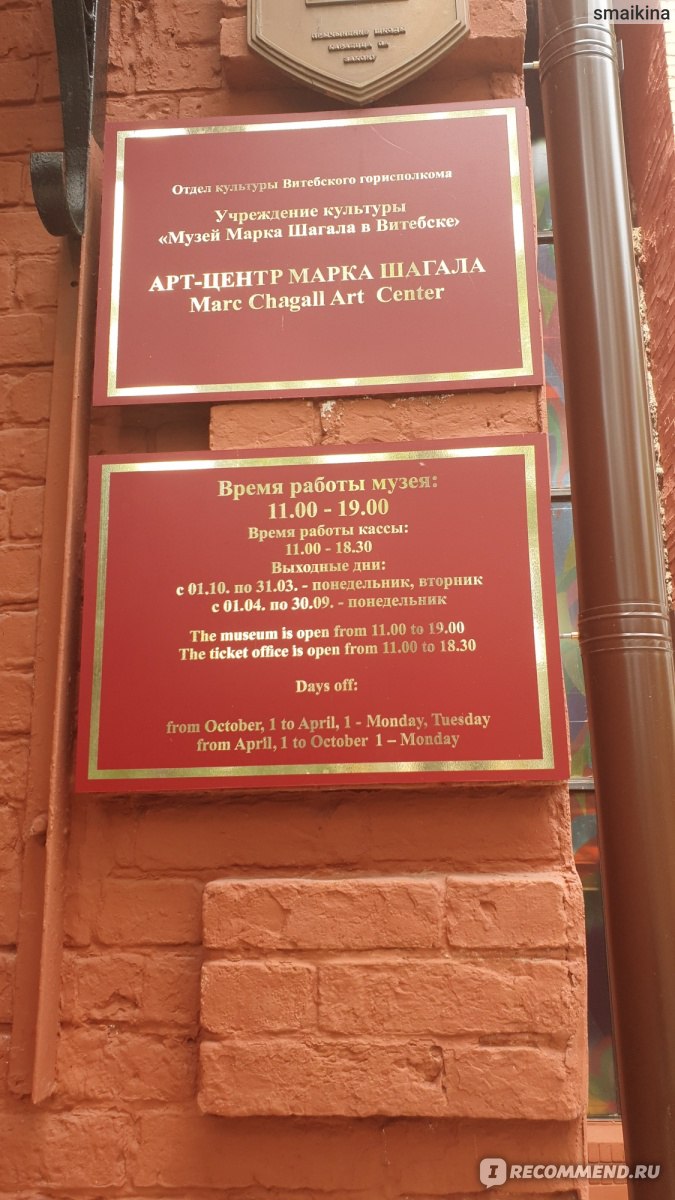 smaikina
ЗАКОНУ
Отдел культуры Витебского горисполкома
Учреждение культуры
«Музей Марка Шагала в Витебске»
АРТ-ЦЕНТР МАРКА ШАГАЛА
Marc Chagall Art Center
Время работы музея:
11.00 - 19.00
Время работы кассы:
11.00 - 18.30
Выходные дни:
с 01.10. по 31.03. - понедельник, вторник
с 01.04. по 30.09. - понедельник
The museum is open from 11.00 to 19.00
The ticket office is open from 11.00 to 18.30
Days off:
from October, 1 to April, 1 - Monday, Tuesday
from April, 1 to October 1 – Monday
I RECOMMEND.RU